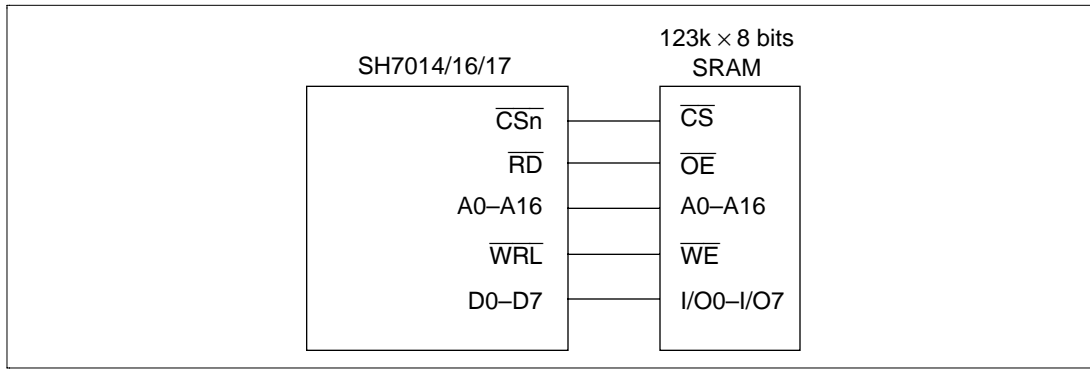 123k × 8 bits
SH7014/16/17 SRAM
CSn CS
RD OE
A0–A16 A0–A16
WRL WE
D0–D7 I/O0–I/O7